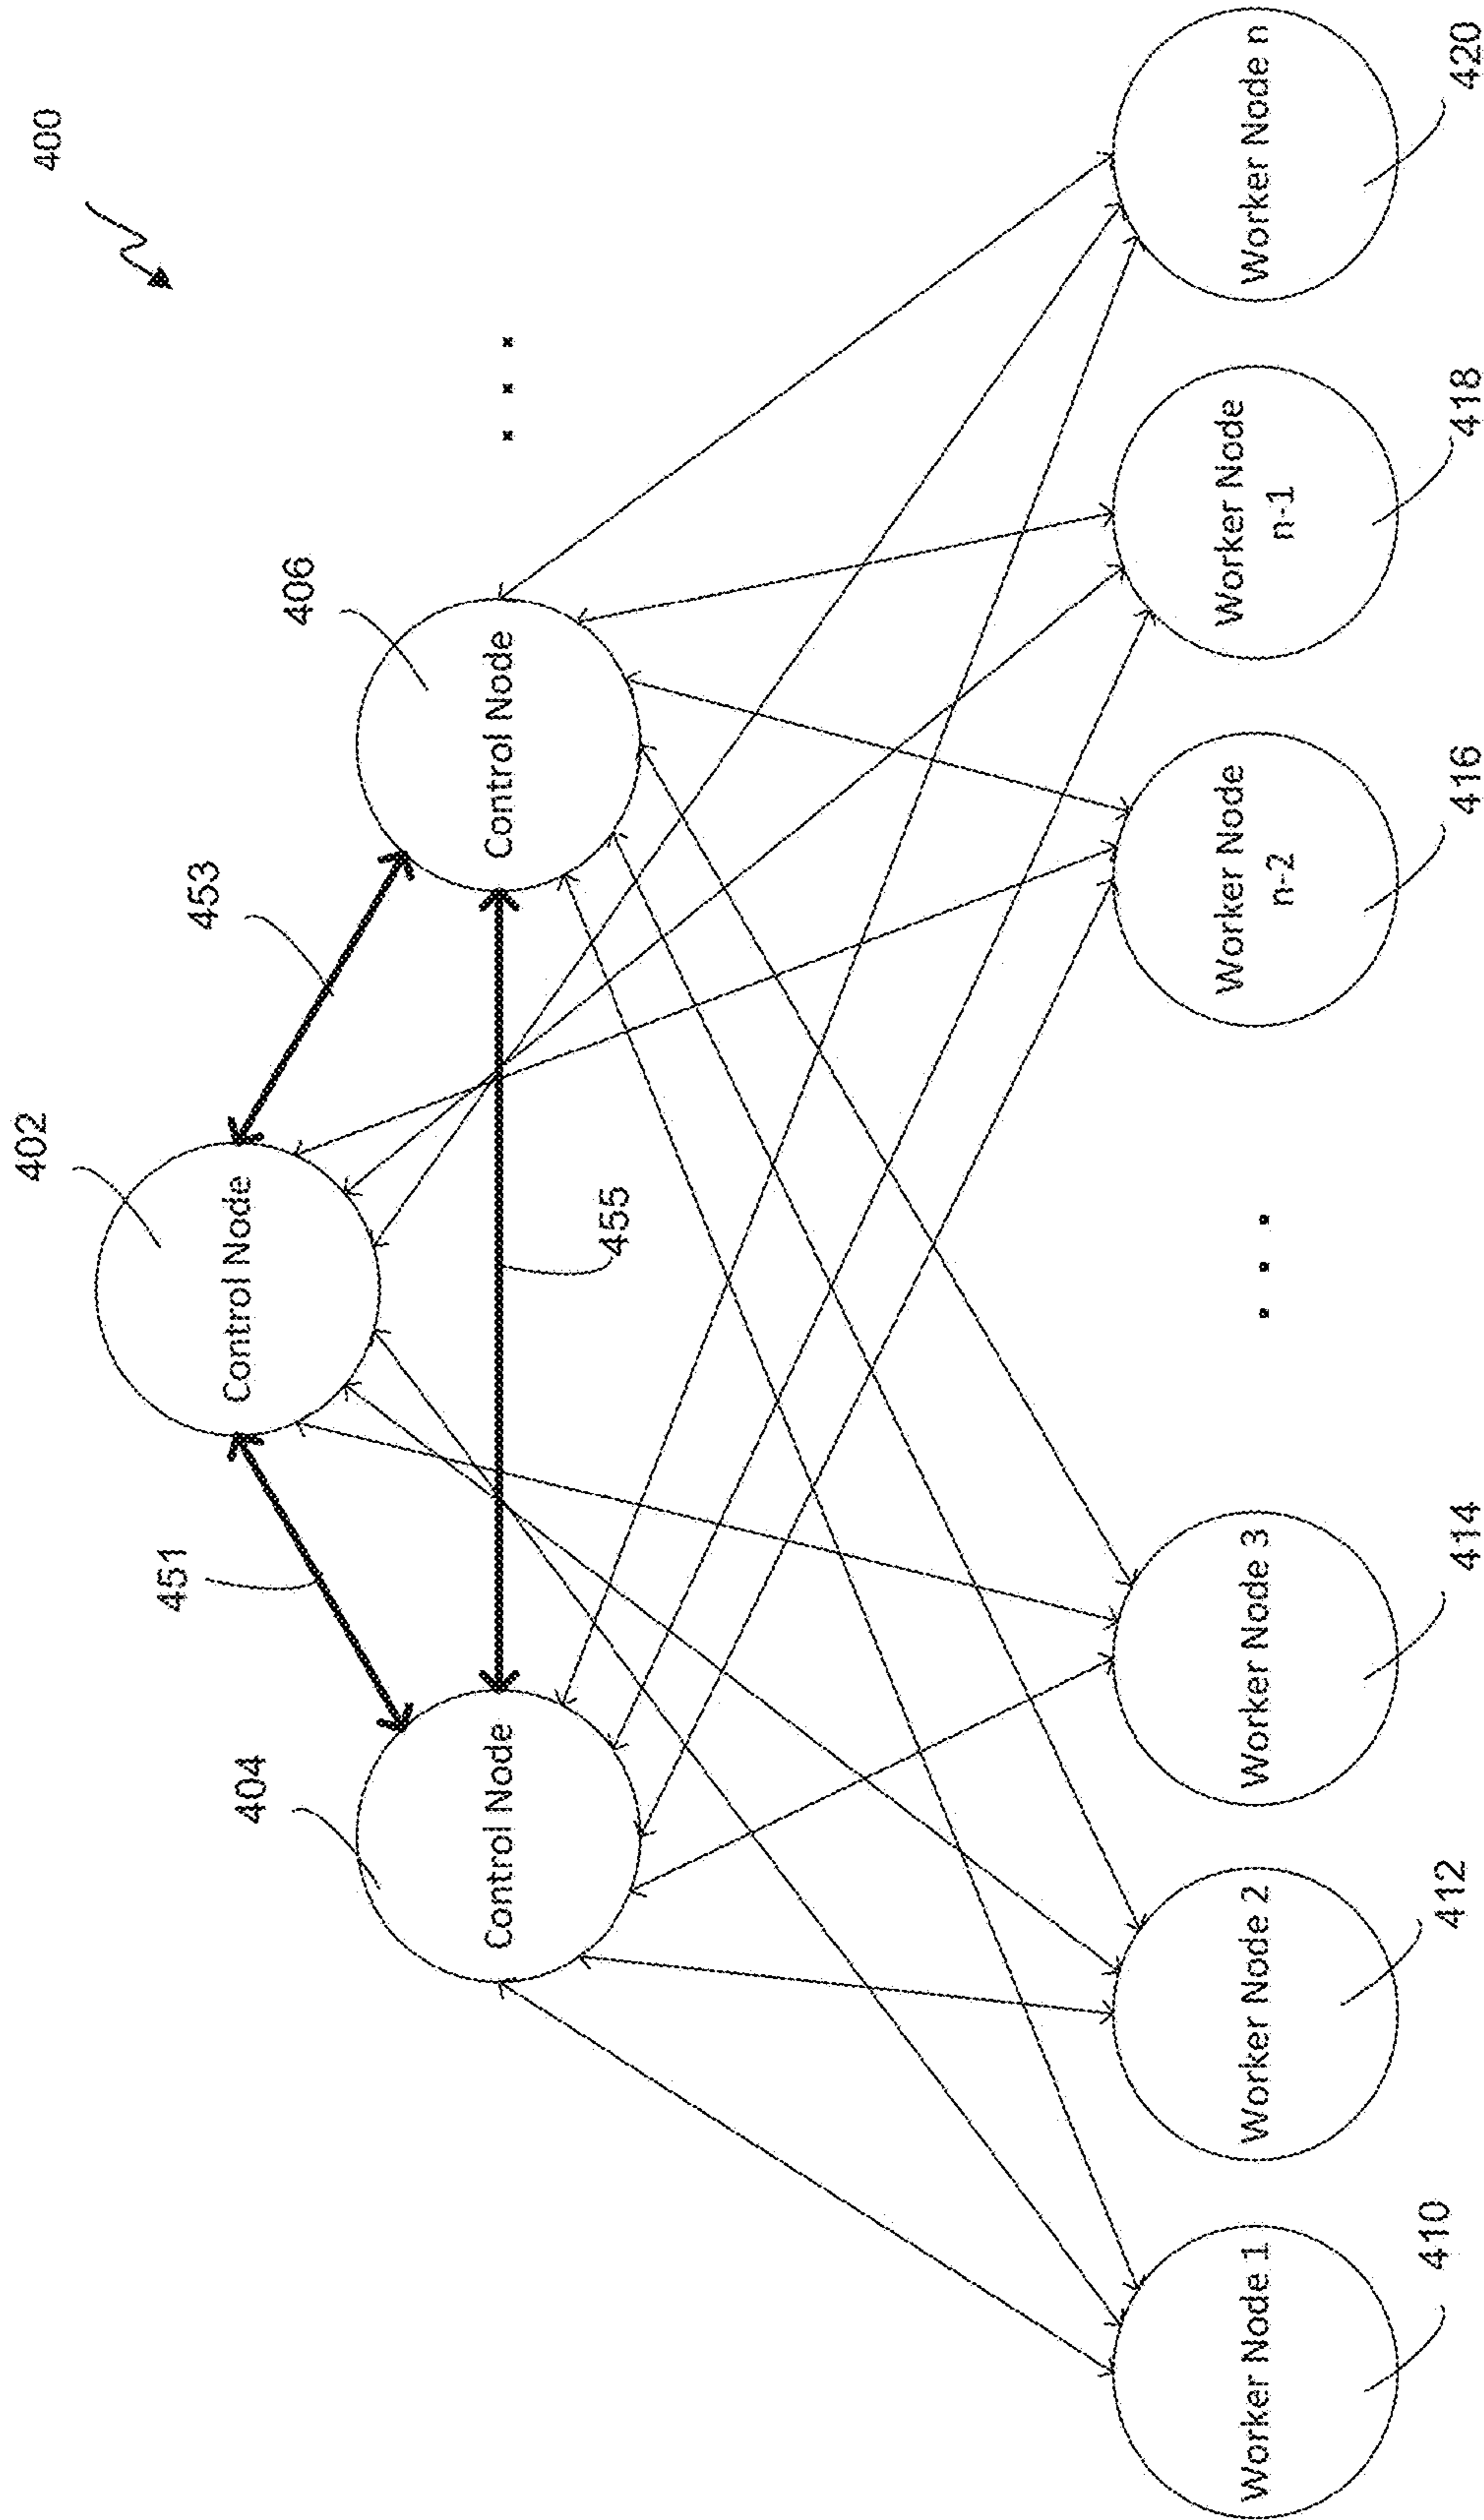 400
402
451
453
404
406
Control Node
Control Node
Control Node
455
Worker Node 1
Worker Node 2
Worker Node 3
Worker Node
n-2
Worker Node
n-1
Worker Node n
410
412
414
416
418
420